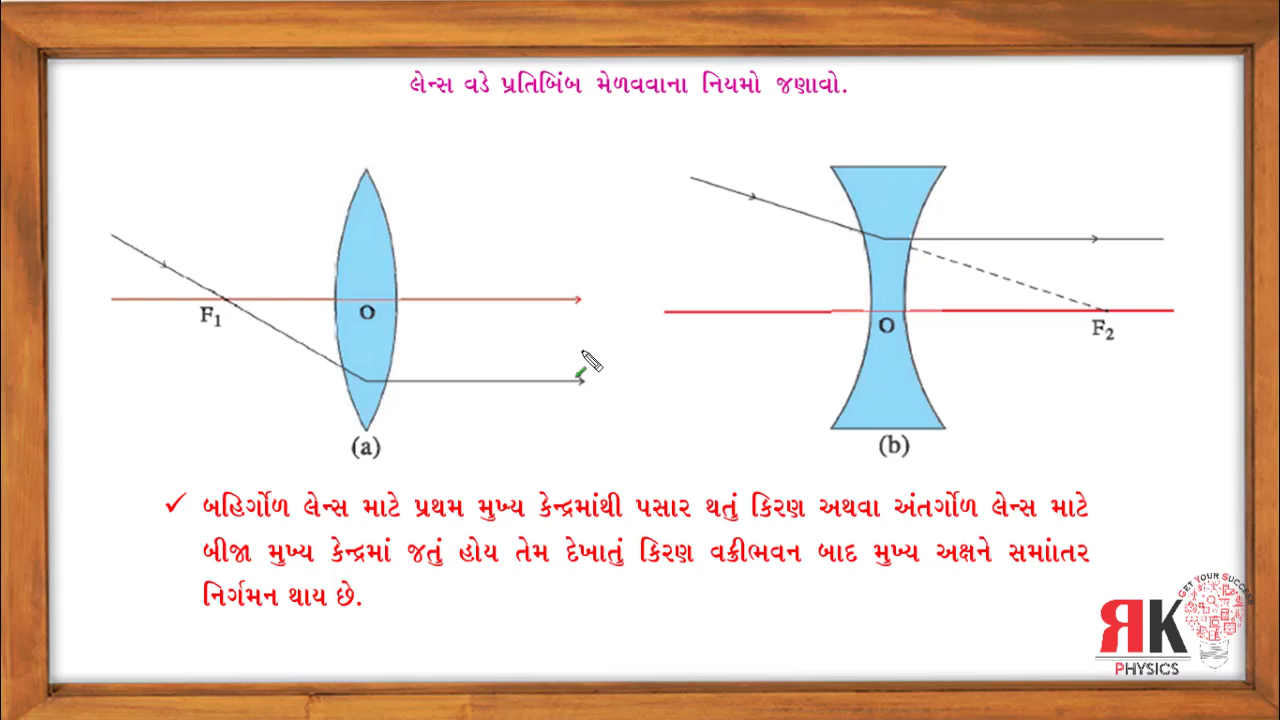 લેન્સ વડે પ્રતિબિંબ મેળવવાના નિયમો જણાવો.
F1
O
(a)
O
F2
(b)
બહિર્ગોળ લેન્સ માટે પ્રથમ મુખ્ય કેન્દ્રમાંથી પસાર થતું કિરણ અથવા અંતર્ગોળ લેન્સ માટે
બીજા મુખ્ય કેન્દ્રમાં જતું હોય તેમ દેખાતું કિરણ વક્રીભવન બાદ મુખ્ય અક્ષને સમાાંતર
નિર્ગમન થાય છે.
GET YOUR SUCCESS
RK
PHYSICS